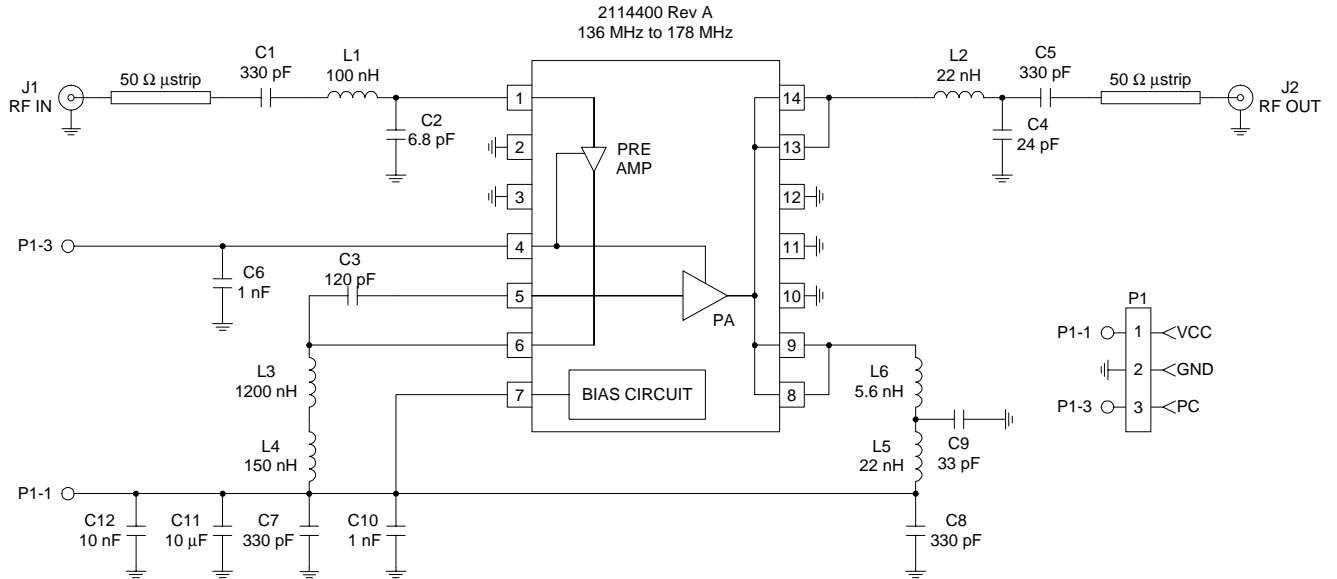 2114400 Rev A
136 MHz to 178 MHz
J1
RF IN
50 Ω µstrip
C1
330 pF
L1
100 nH
C2
6.8 pF
1
2
3
4
5
6
7
PRE
AMP
PA
BIAS CIRCUIT
14
13
12
11
10
9
8
L2
22 nH
C5
330 pF
C4
24 pF
50 Ω µstrip
J2
RF OUT
P1-3
C6
1 nF
C3
120 pF
L3
1200 nH
L4
150 nH
P1-1
C12
10 nF
C11
10 µF
C7
330 pF
C10
1 nF
L6
5.6 nH
L5
22 nH
C9
33 pF
C8
330 pF
P1
P1-1
1
VCC
2
GND
P1-3
3
PC